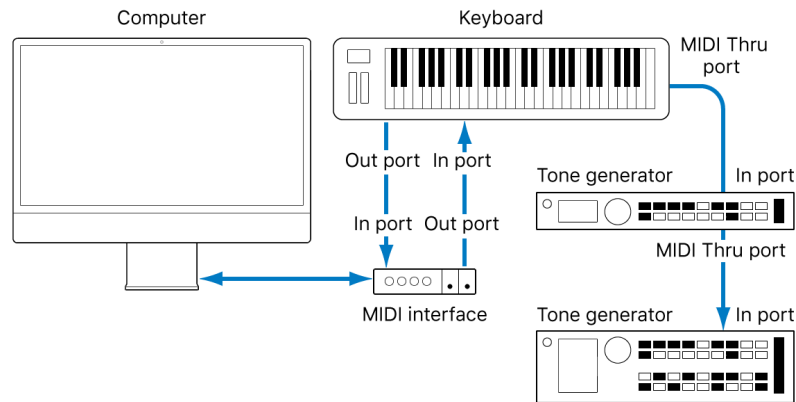 Computer
Keyboard
MIDI Thru
port
Out port
In port
Tone generator
In port
In port
Out port
MIDI Thru port
MIDI interface
Tone generator
In port